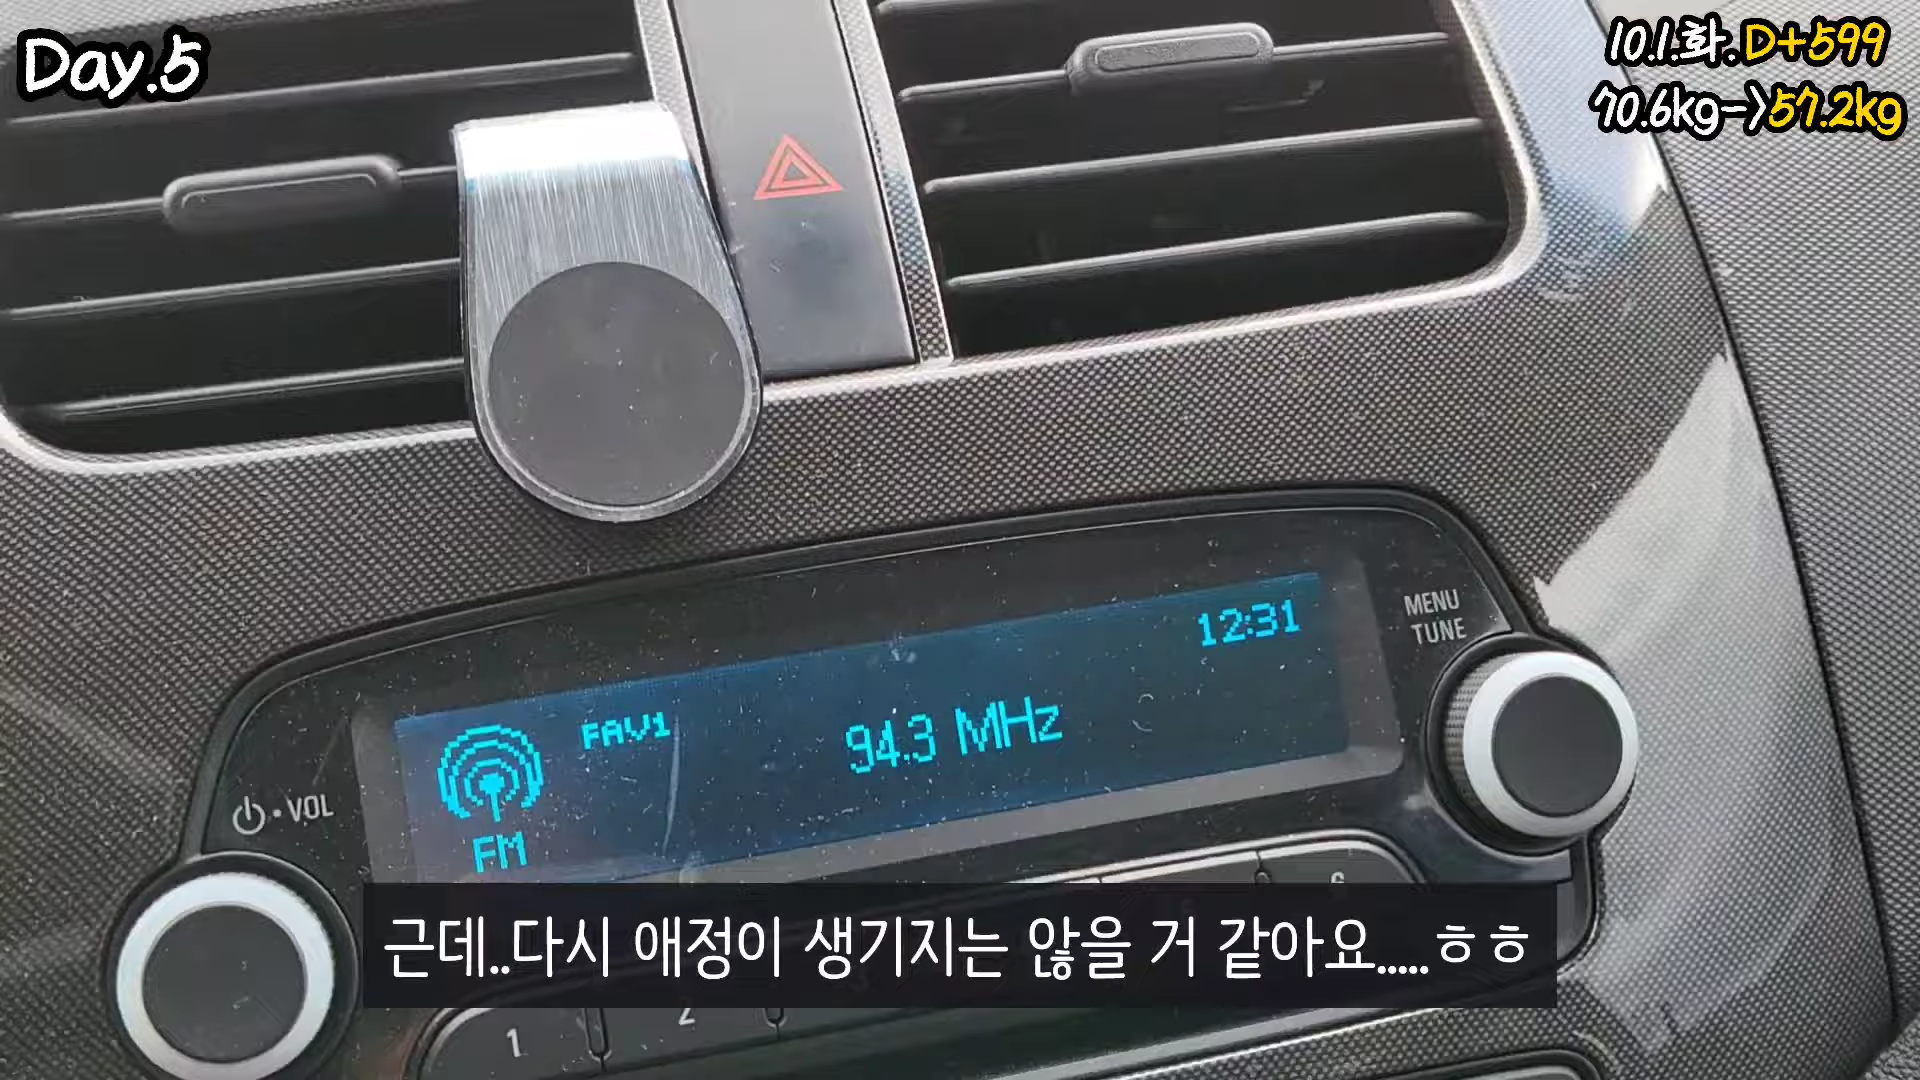 Day.5
10.1.화.D+599
70.6kg->57.2kg
MENU
TUNE
12:31
FAV1
94.3 MHz
VOL
FM
6
근데..다시 애정이 생기지는 않을 거 같아요.....ㅎㅎ
1
2